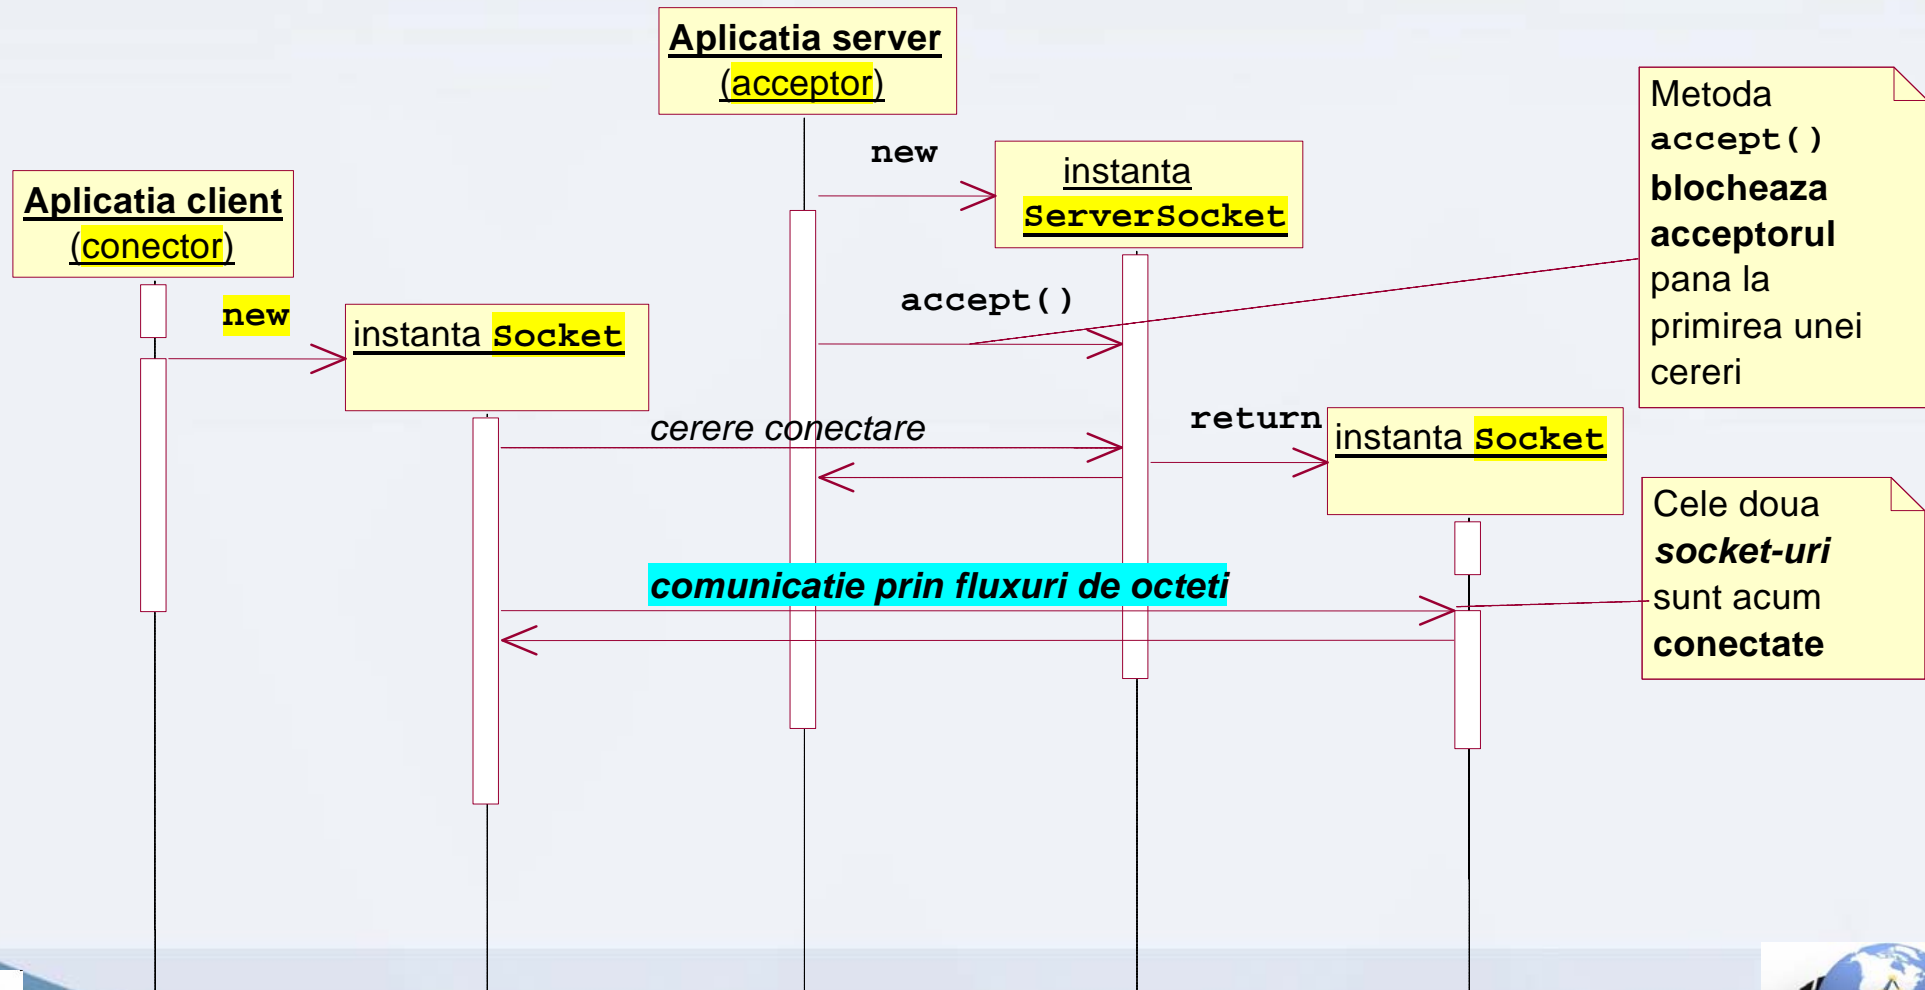 Aplicatia server
(acceptor)
new
instanta
ServerSocket
Metoda
accept()
blocheaza
acceptorul
pana la
primirea unei
cereri
Aplicatia client
(conector)
new
instanta Socket
accept()
cerere conectare
return
instanta Socket
comunicatie prin fluxuri de octeti
Cele doua
socket-uri
sunt acum
conectate